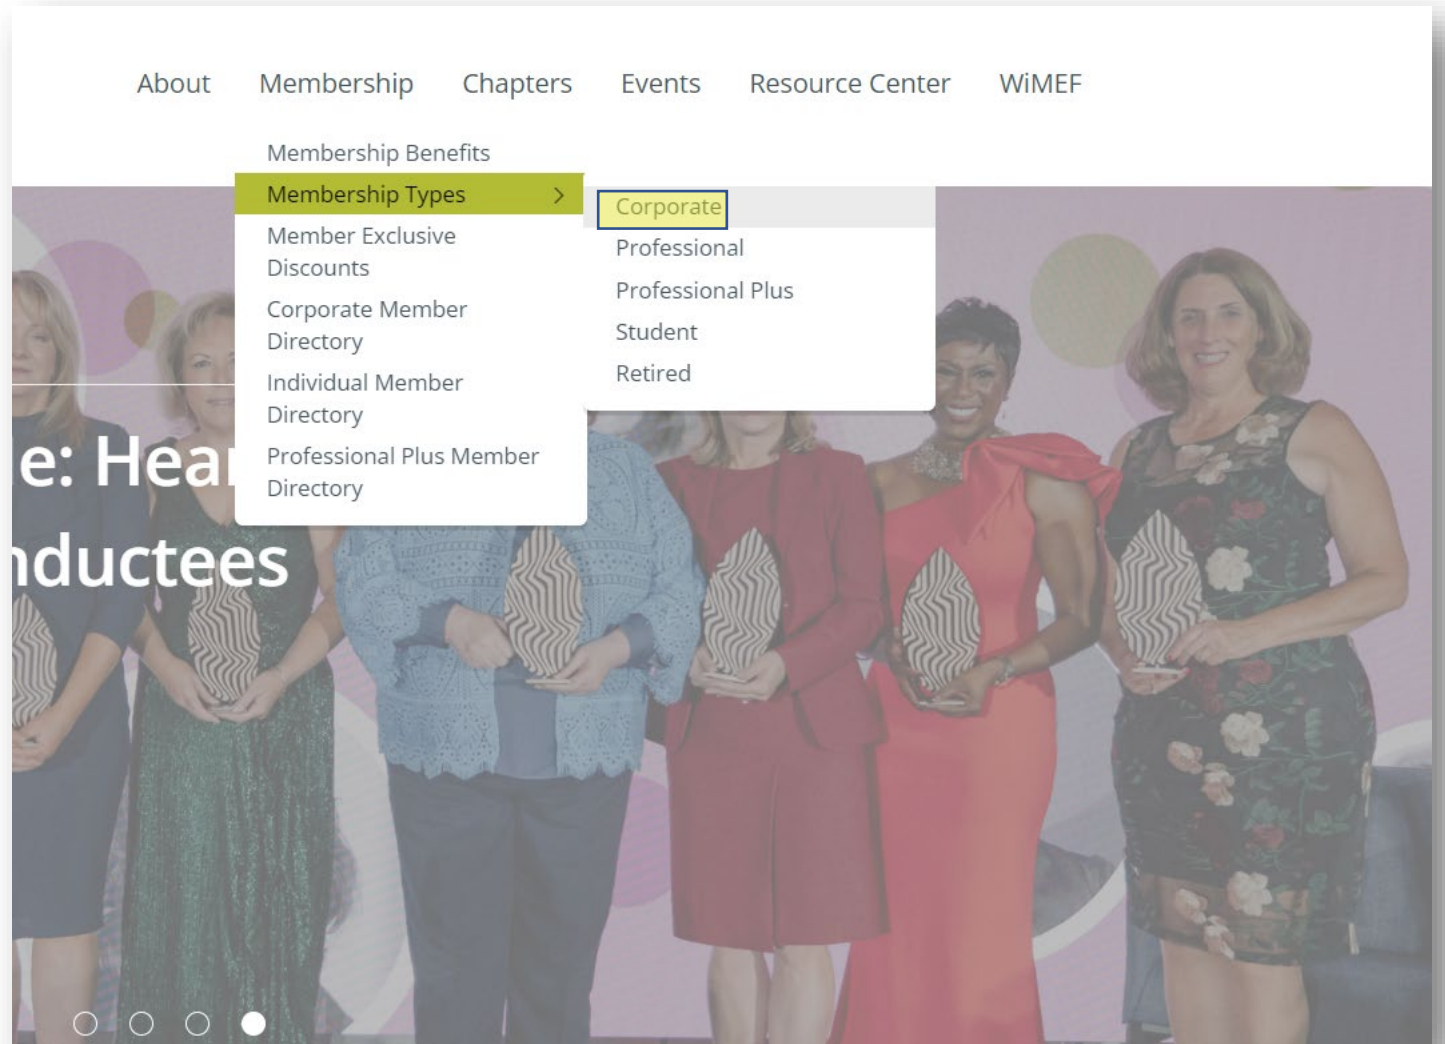 About Membership Chapters Events Resource Center WiMEF
Membership Benefits
Membership Types
Member Exclusive
Discounts
Corporate Member
Directory
Individual Member
Directory
Professional Plus Member
Directory
Corporate
Professional
Professional Plus
Student
Retired
e: Hear
nductees